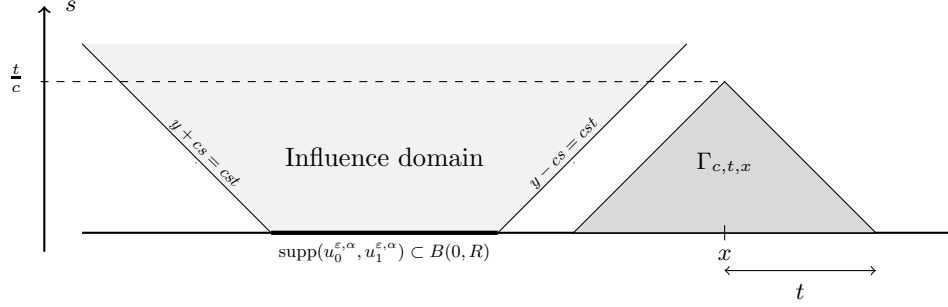 s
t/c
y + cs = cst
y − cs = cst
Influence domain
Γ_{c,t,x}
supp(u_0^{ε,α}, u_1^{ε,α}) ⊂ B(0, R)
x
t